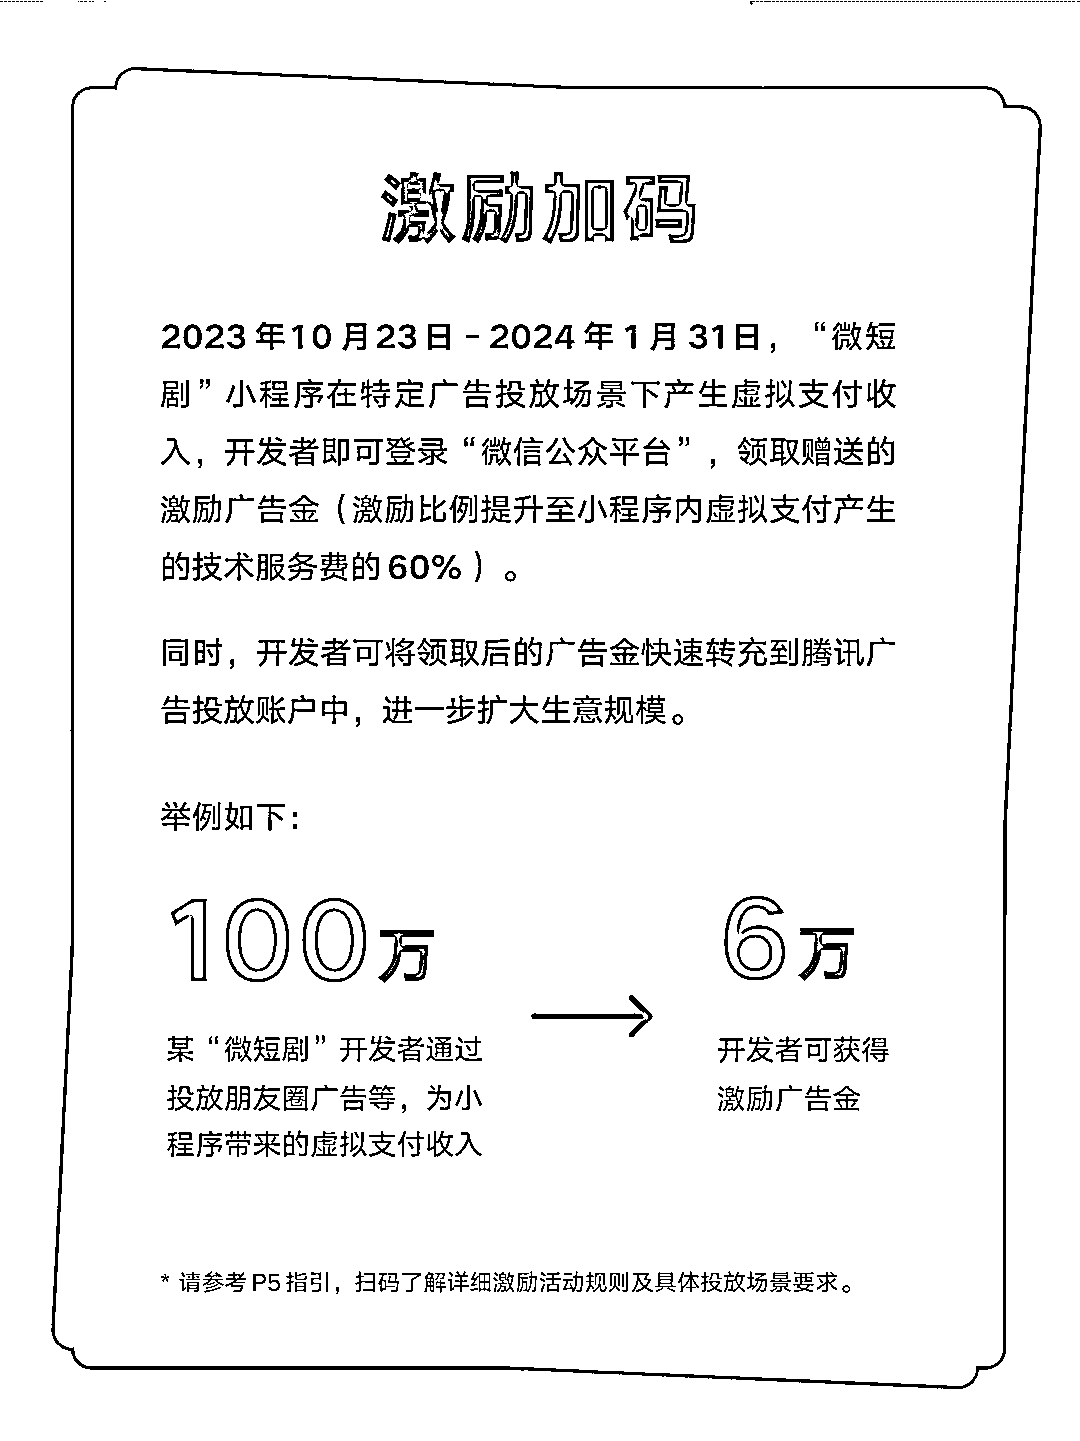 激励加码
2023年10月23日-2024年1月31日，“微短
剧”小程序在特定广告投放场景下产生虚拟支付收
入，开发者即可登录“微信公众平台”，领取赠送的
激励广告金（激励比例提升至小程序内虚拟支付产生
的技术服务费的60%）。
同时，开发者可将领取后的广告金快速转充到腾讯广
告投放账户中，进一步扩大生意规模。
举例如下：
100万
某“微短剧”开发者通过
投放朋友圈广告等，为小
程序带来的虚拟支付收入
6万
开发者可获得
激励广告金
* 请参考P5指引，扫码了解详细激励活动规则及具体投放场景要求。